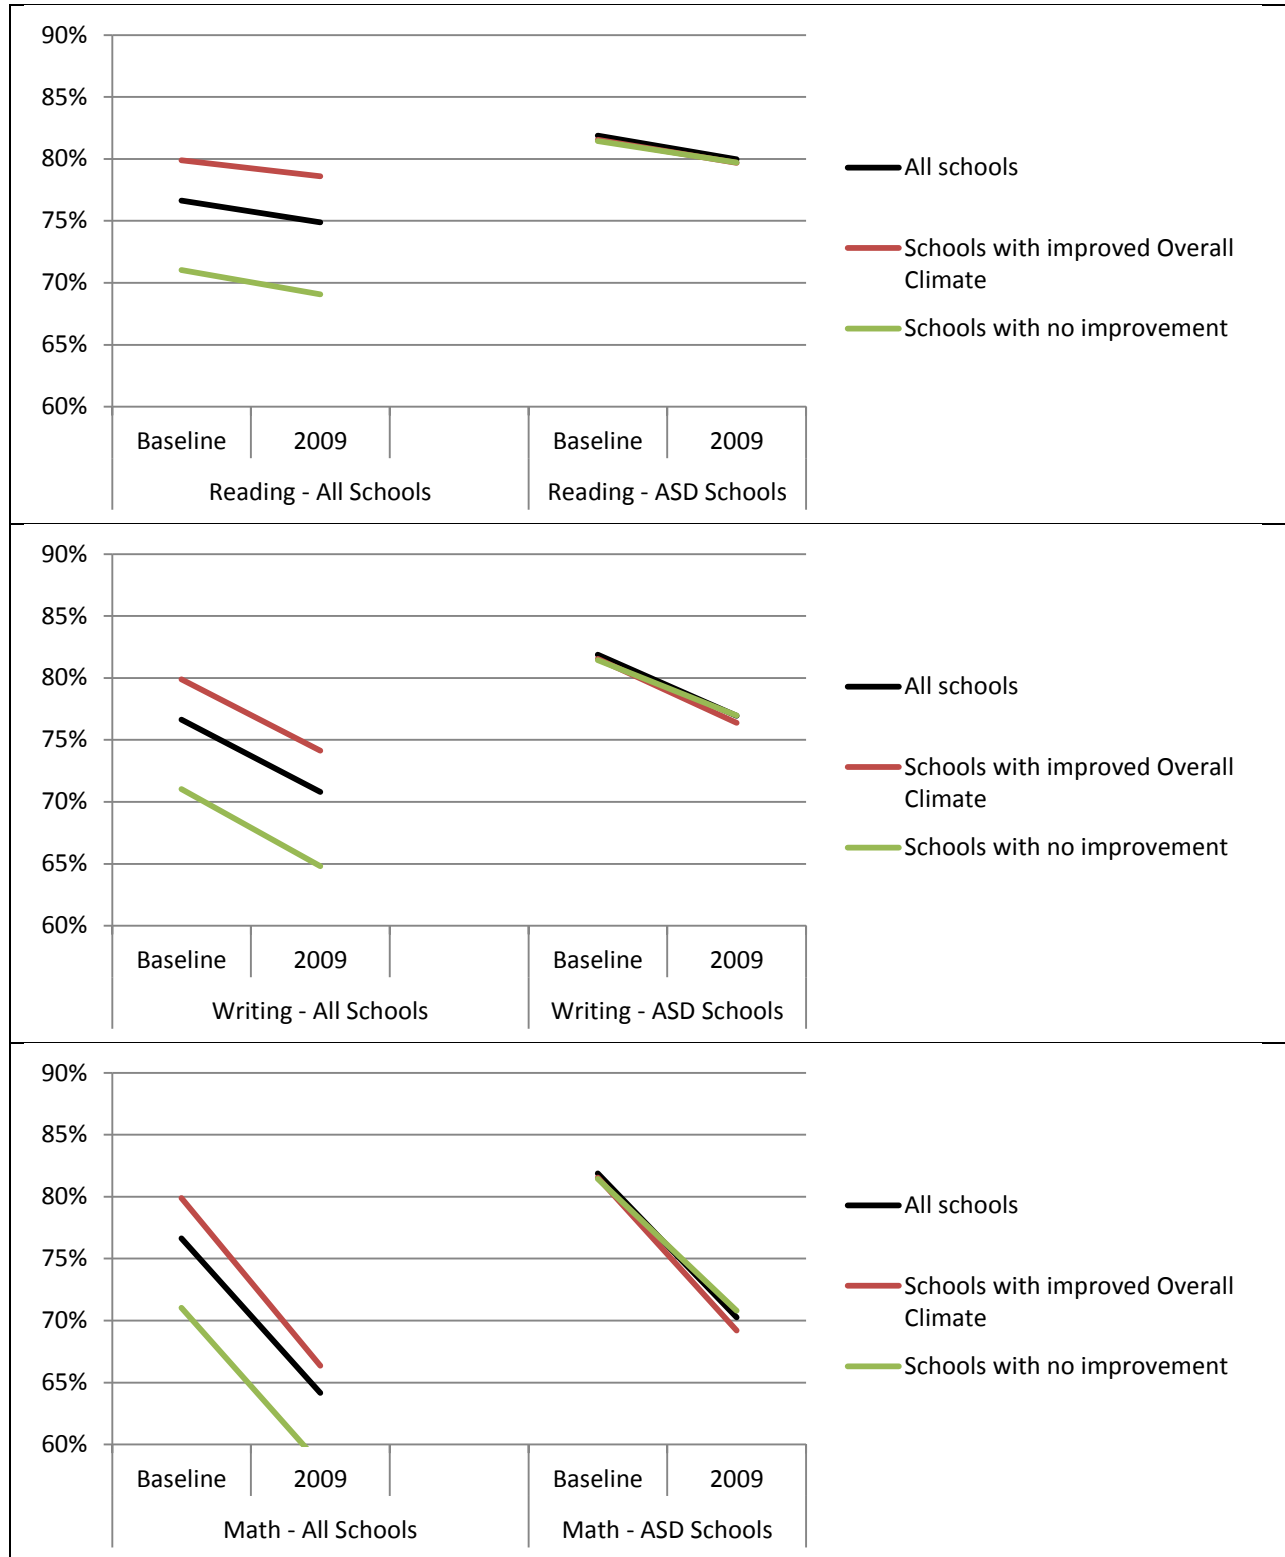 90%
85%
80%
75%
70%
65%
60%
Baseline 2009 Baseline 2009
Reading - All Schools Reading - ASD Schools
All schools
Schools with improved Overall
Climate
Schools with no improvement
90%
85%
80%
75%
70%
65%
60%
Baseline 2009 Baseline 2009
Writing - All Schools Writing - ASD Schools
All schools
Schools with improved Overall
Climate
Schools with no improvement
90%
85%
80%
75%
70%
65%
60%
Baseline 2009 Baseline 2009
Math - All Schools Math - ASD Schools
All schools
Schools with improved Overall
Climate
Schools with no improvement